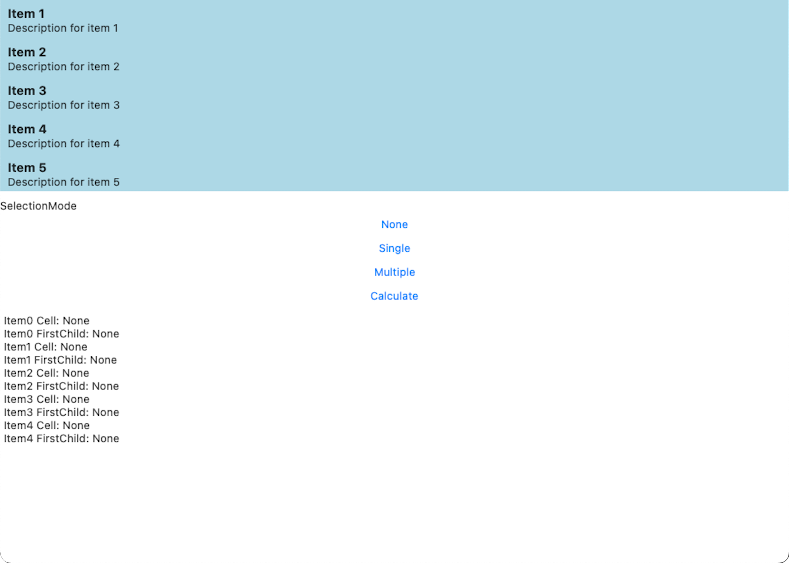 Item 1
Description for item 1
Item 2
Description for item 2
Item 3
Description for item 3
Item 4
Description for item 4
Item 5
Description for item 5
SelectionMode
None
Single
Multiple
Calculate
Item0 Cell: None
Item0 FirstChild: None
Item1 Cell: None
Item1 FirstChild: None
Item2 Cell: None
Item2 FirstChild: None
Item3 Cell: None
Item3 FirstChild: None
Item4 Cell: None
Item4 FirstChild: None